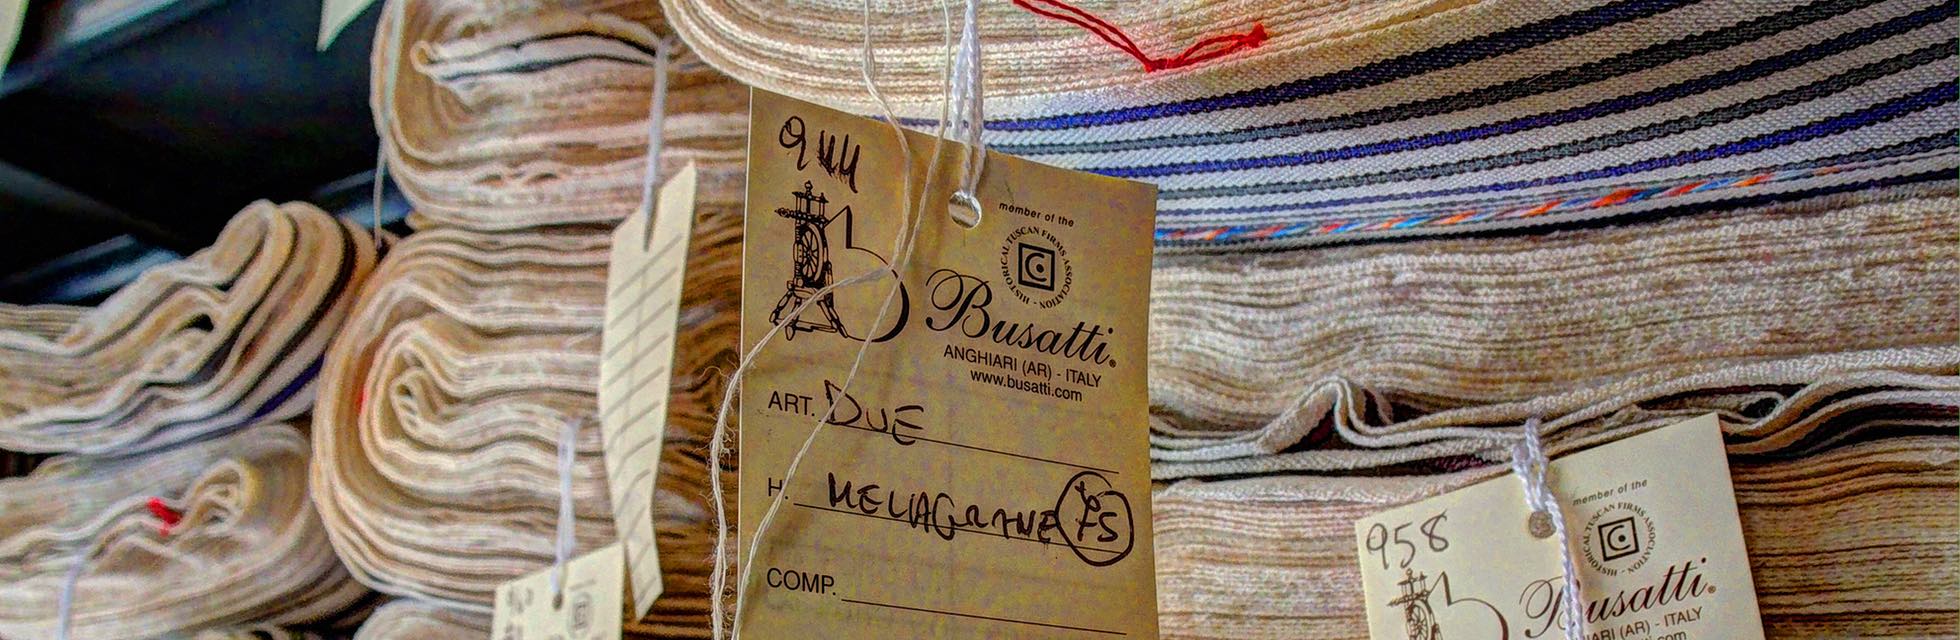 944
member of the
HISTORICAL TUSCAN FIRMS ASSOCIATION -
Busatti®
ANGHIARI (AR) - ITALY
www.busatti.com
ART. DUE
H. MELAGRANE
COMP.
958
member of the
HISTORICAL TUSCAN FIRMS ASSOCIATION -
Busatti®
ANGHIARI (AR) - ITALY